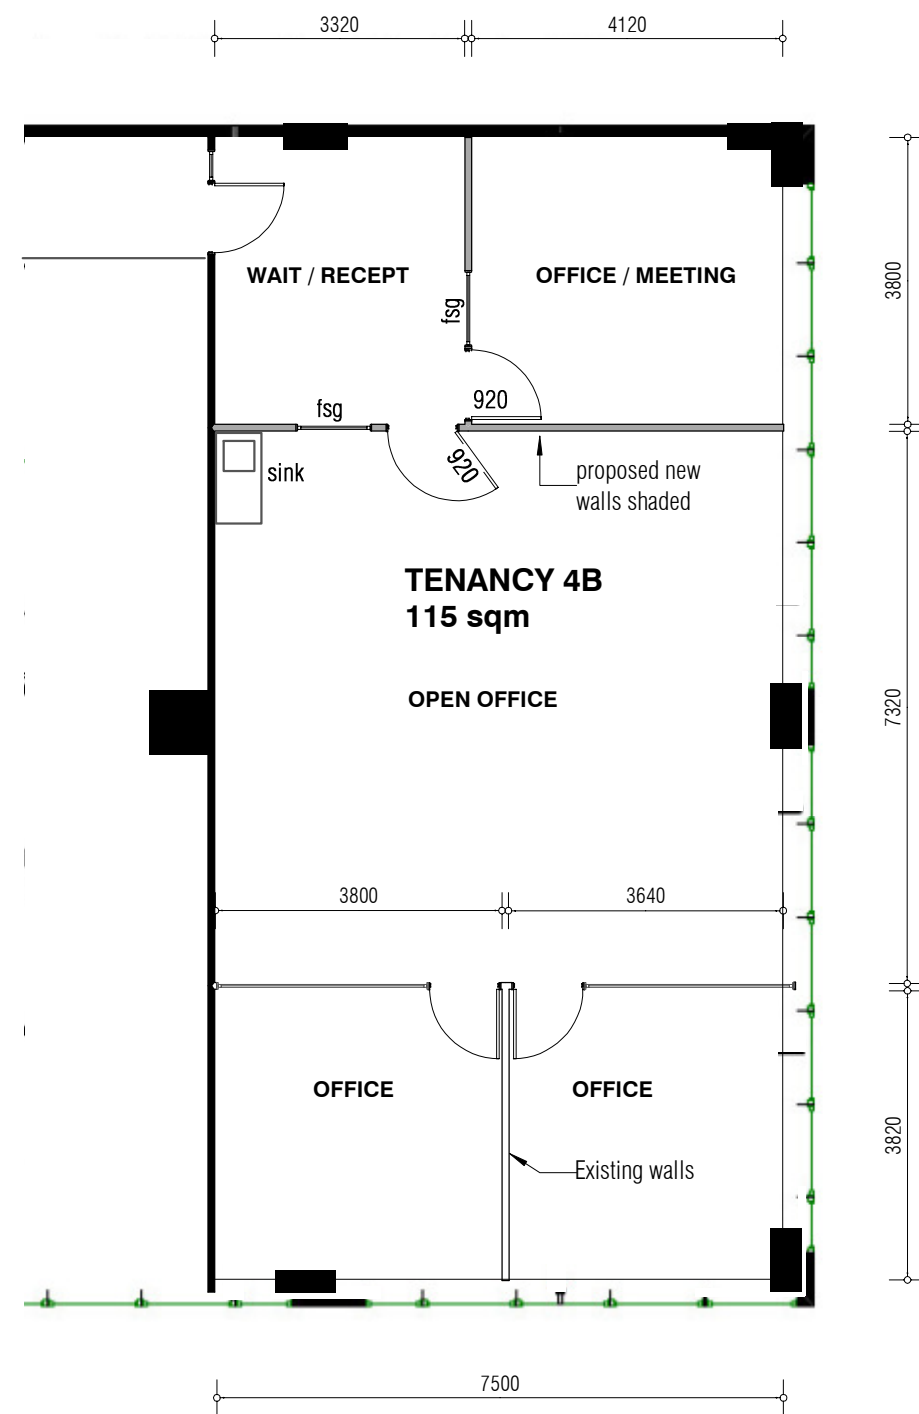 3320
4120
WAIT / RECEPT
OFFICE / MEETING
3800
fsg
920
fsg
920
sink
proposed new
walls shaded
TENANCY 4B
115 sqm
OPEN OFFICE
7320
3800
3640
OFFICE
OFFICE
3820
Existing walls
7500